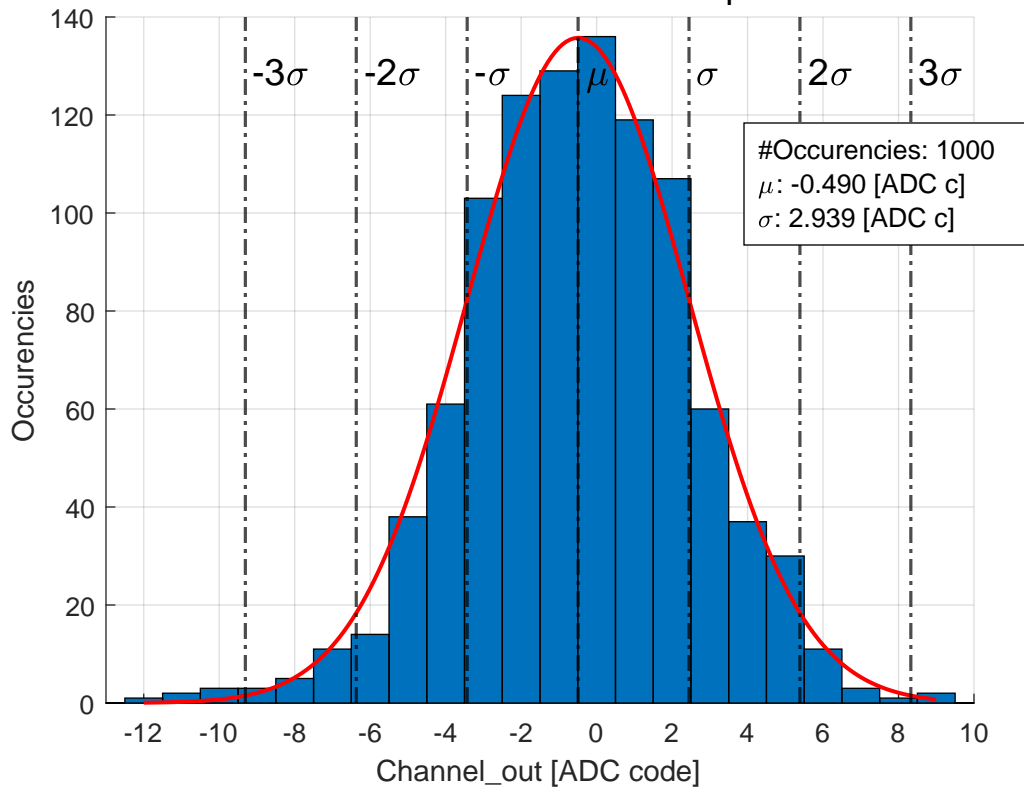 140
120
100
80
60
40
20
0
Occurencies
-3σ
-2σ
-σ
μ
σ
2σ
3σ
#Occurencies: 1000
μ: -0.490 [ADC c]
σ: 2.939 [ADC c]
-12 -10 -8 -6 -4 -2 0 2 4 6 8 10
Channel_out [ADC code]